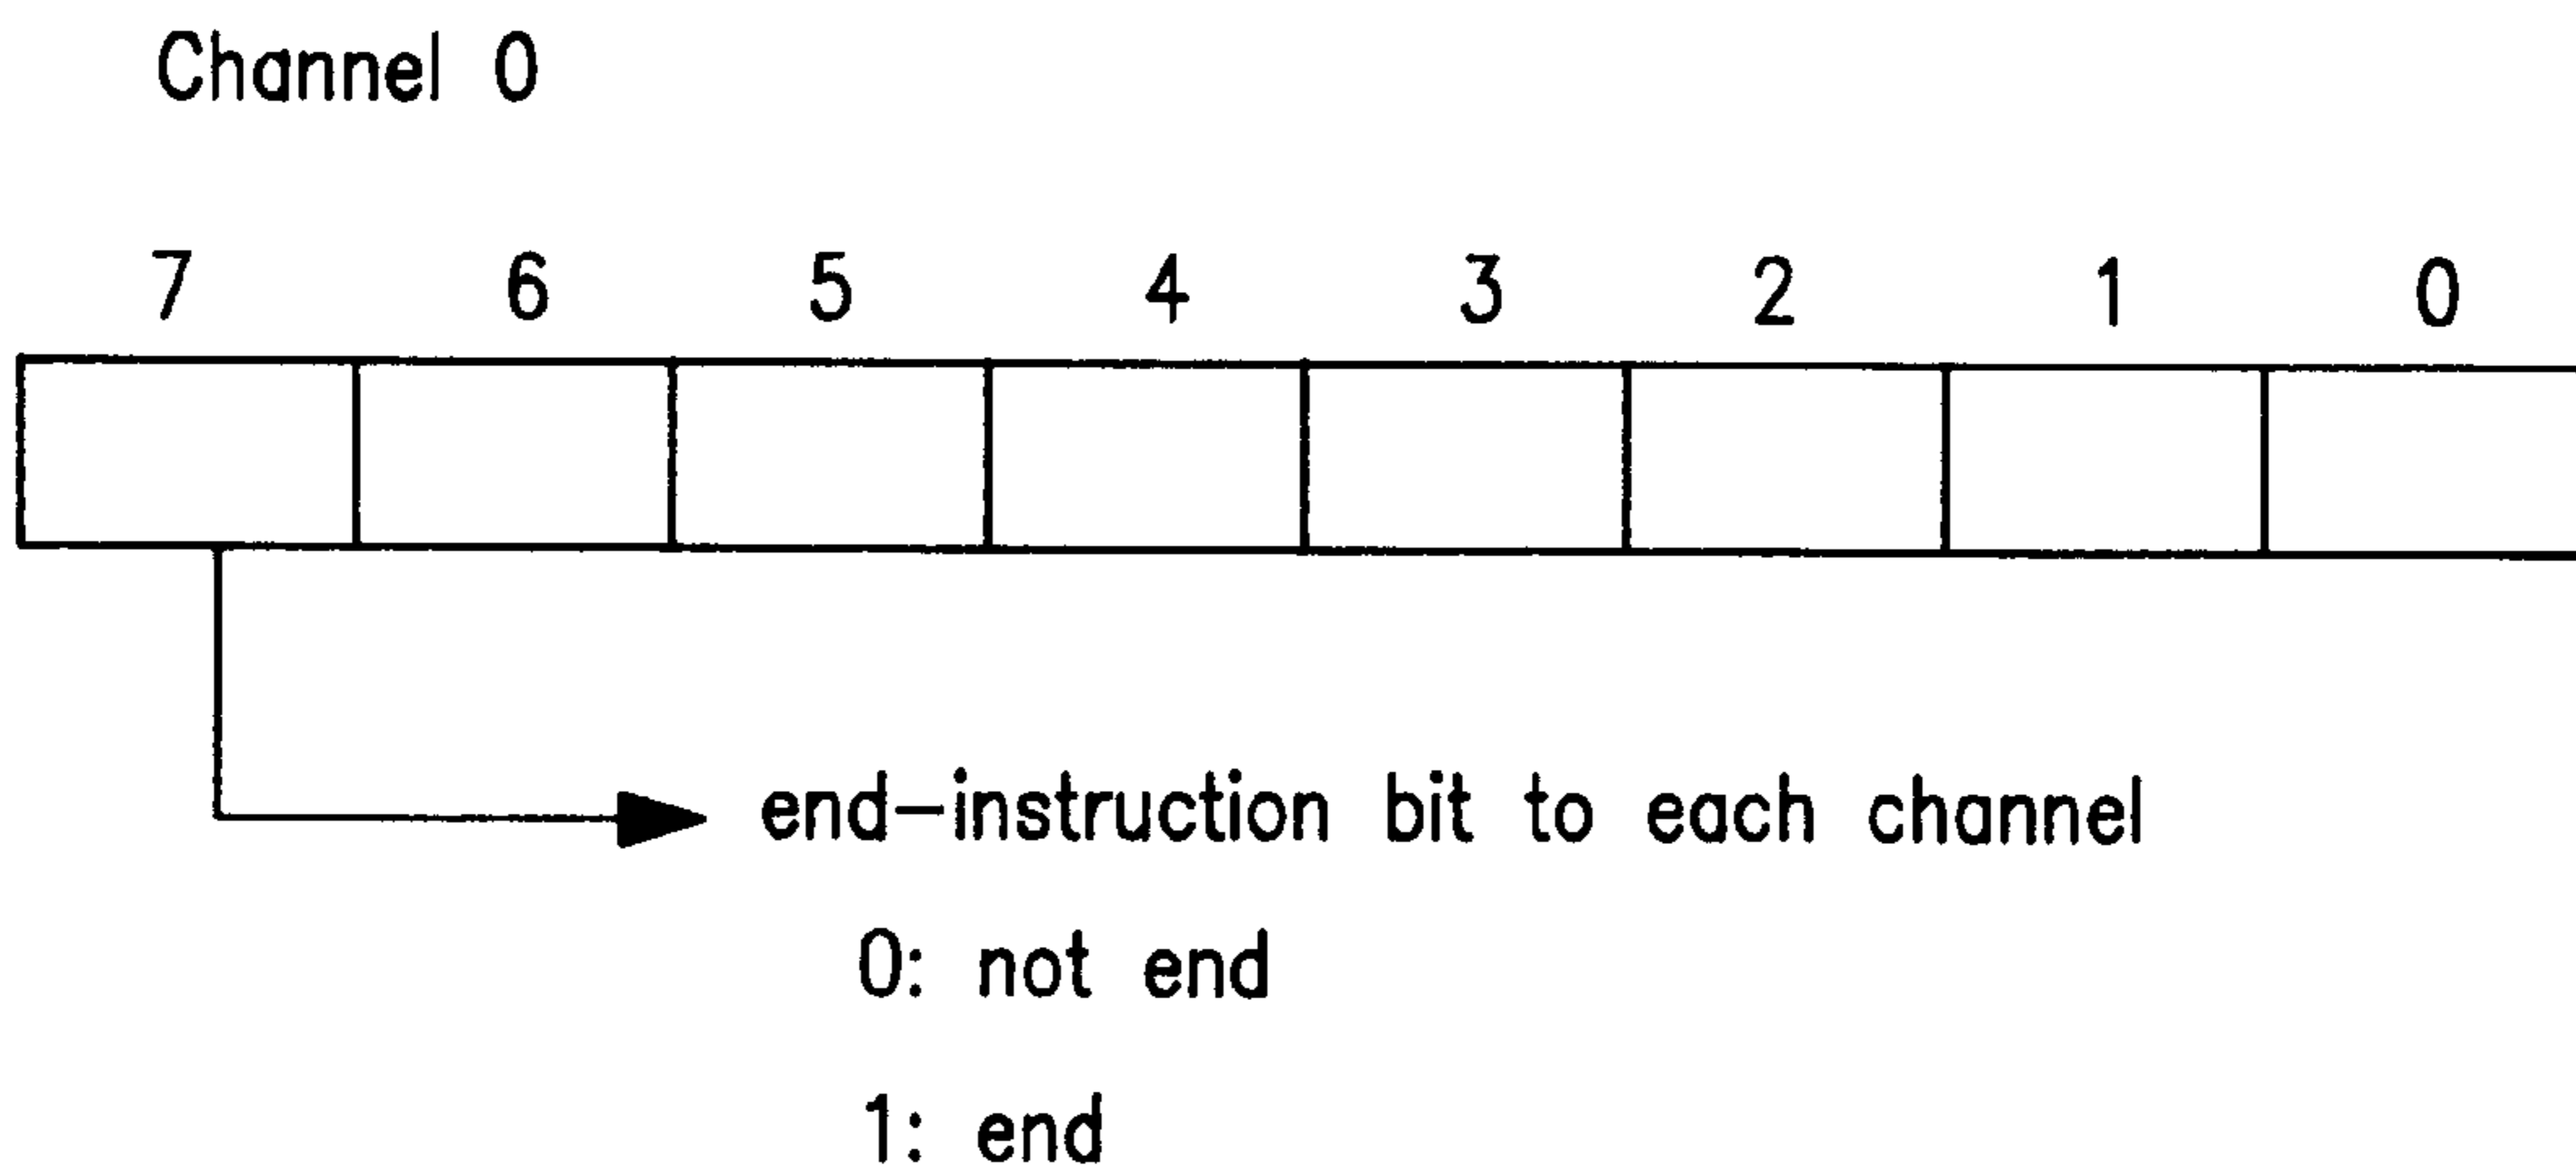 Channel 0
7 6 5 4 3 2 1 0
end-instruction bit to each channel
0: not end
1: end